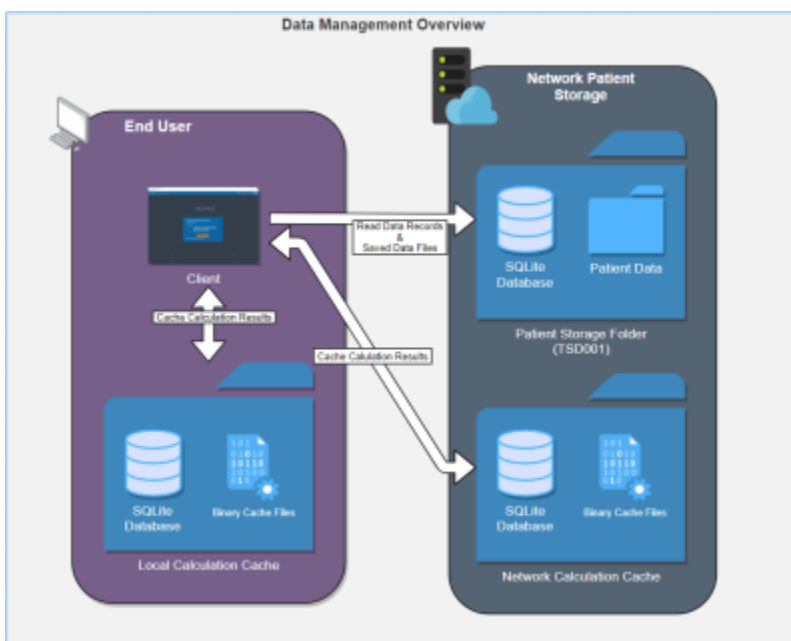 Data Management Overview
Network Patient
Storage
End User
Client
Read Data Records
&
Saved Data Files
SQLite
Database
Patient Data
Patient Storage Folder
(TSD001)
Cache Calculation Results
Cache Calulation Results
SQLite
Database
Binary Cache Files
Local Calculation Cache
SQLite
Database
Binary Cache Files
Network Calculation Cache